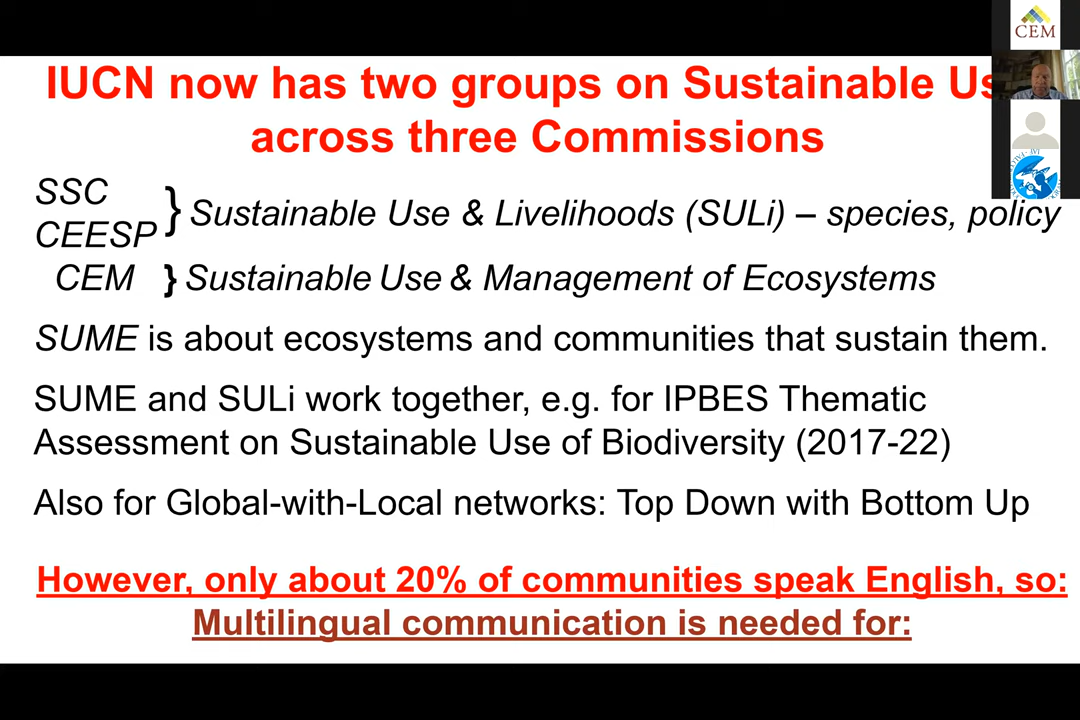 CEM
IUCN now has two groups on Sustainable Us
across three Commissions
SSC
CEESP
} Sustainable Use & Livelihoods (SULi) – species, policy
CEM } Sustainable Use & Management of Ecosystems
SUME is about ecosystems and communities that sustain them.
SUME and SULi work together, e.g. for IPBES Thematic
Assessment on Sustainable Use of Biodiversity (2017-22)
Also for Global-with-Local networks: Top Down with Bottom Up
However, only about 20% of communities speak English, so:
Multilingual communication is needed for: